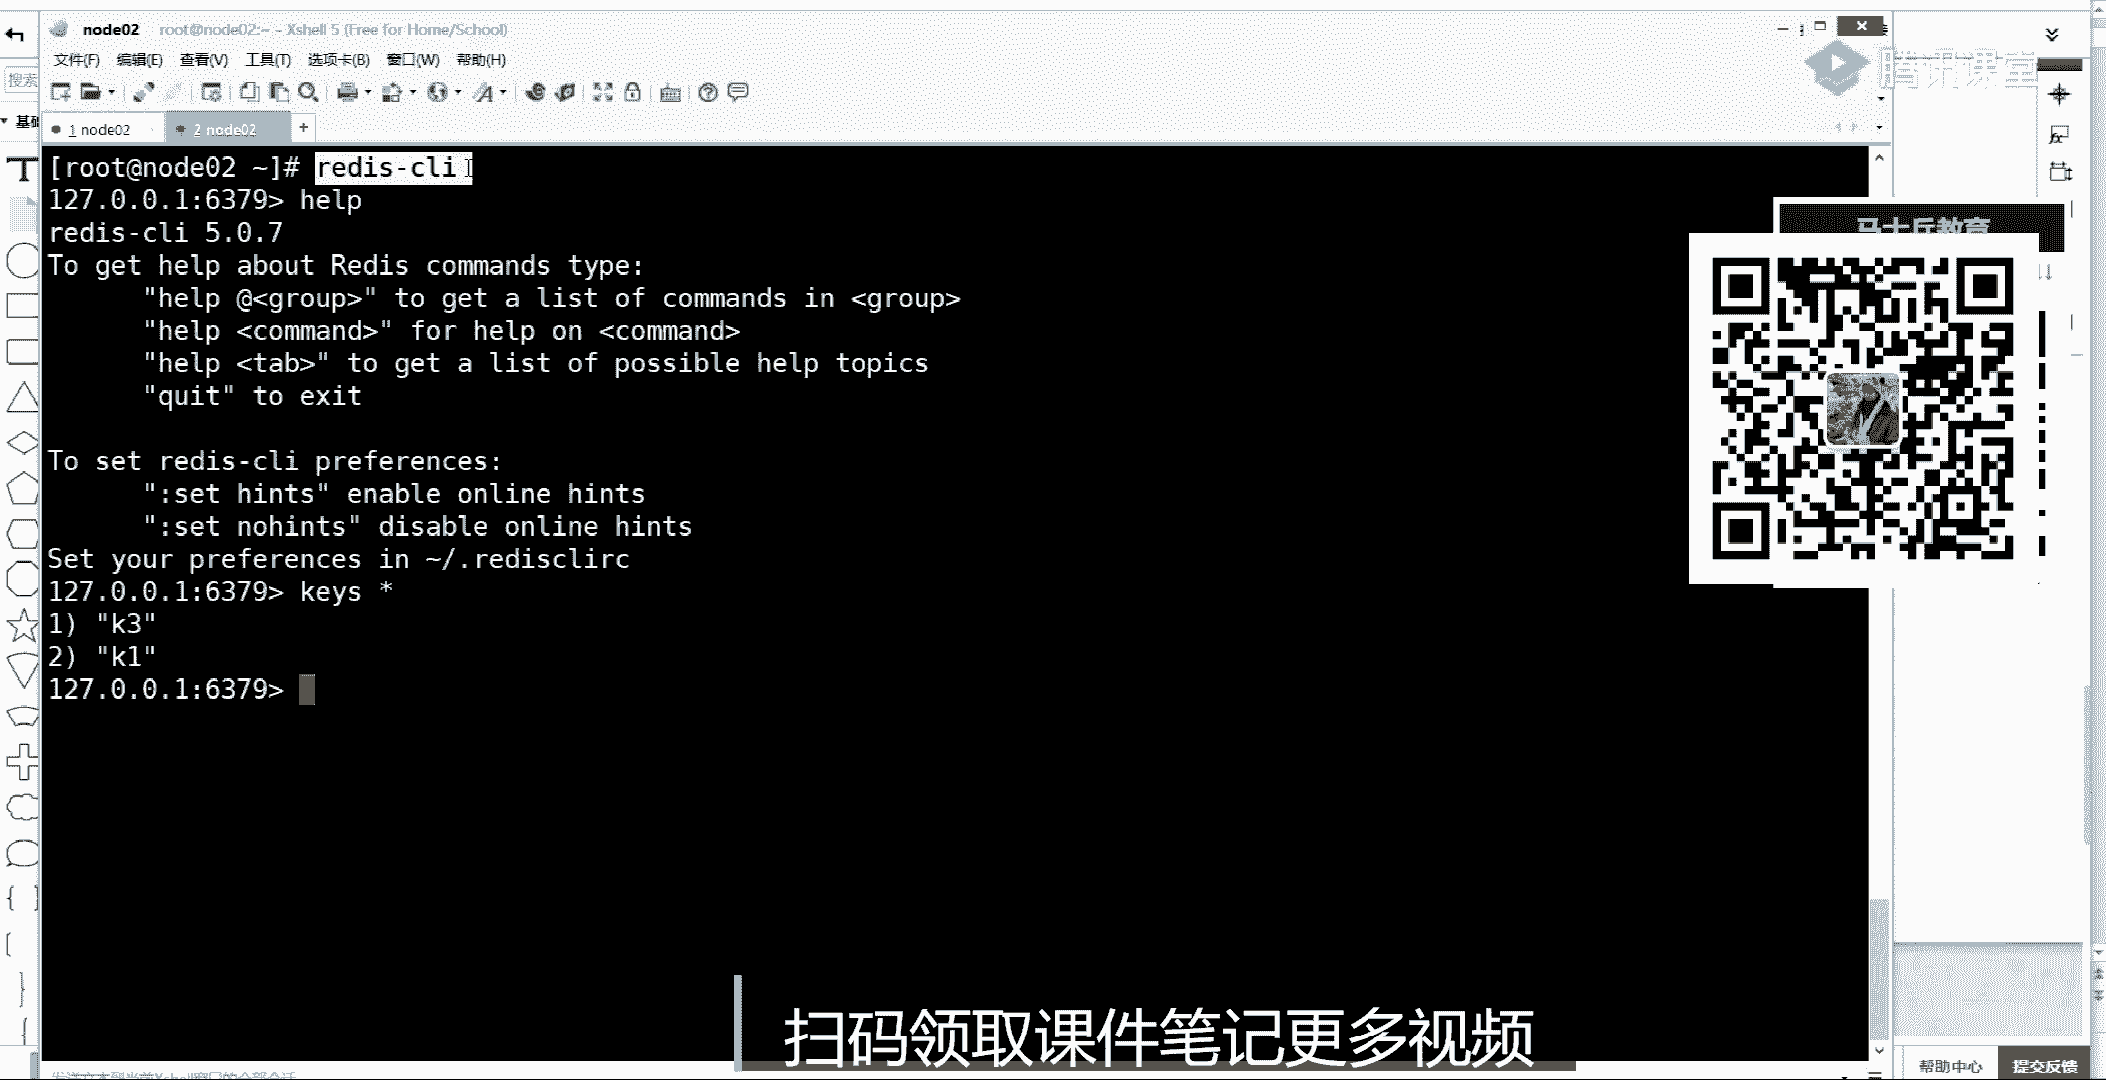 node02 root@node02:~ - Xshell 5 (Free for Home/School)
文件(F) 编辑(E) 查看(V) 工具(T) 选项卡(B) 窗口(W) 帮助(H)
搜索
基础
1 node02
2 node02
+
腾讯课堂
马士兵教育
[root@node02 ~]# redis-cli
127.0.0.1:6379> help
redis-cli 5.0.7
To get help about Redis commands type:
"help @<group>" to get a list of commands in <group>
"help <command>" for help on <command>
"help <tab>" to get a list of possible help topics
"quit" to exit
To set redis-cli preferences:
":set hints" enable online hints
":set nohints" disable online hints
Set your preferences in ~/.redisclirc
127.0.0.1:6379> keys *
1) "k3"
2) "k1"
127.0.0.1:6379>
扫码领取课件笔记更多视频
帮助中心 提交反馈